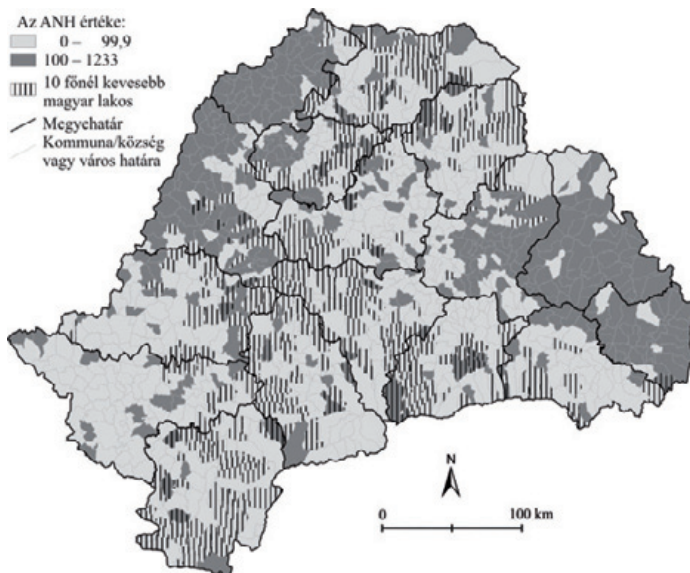 Az ANH értéke:
0 – 99,9
100 – 1233
10 főnél kevesebb
magyar lakos
Megyehatár
Kommuna/község
vagy város határa
N
0 100 km